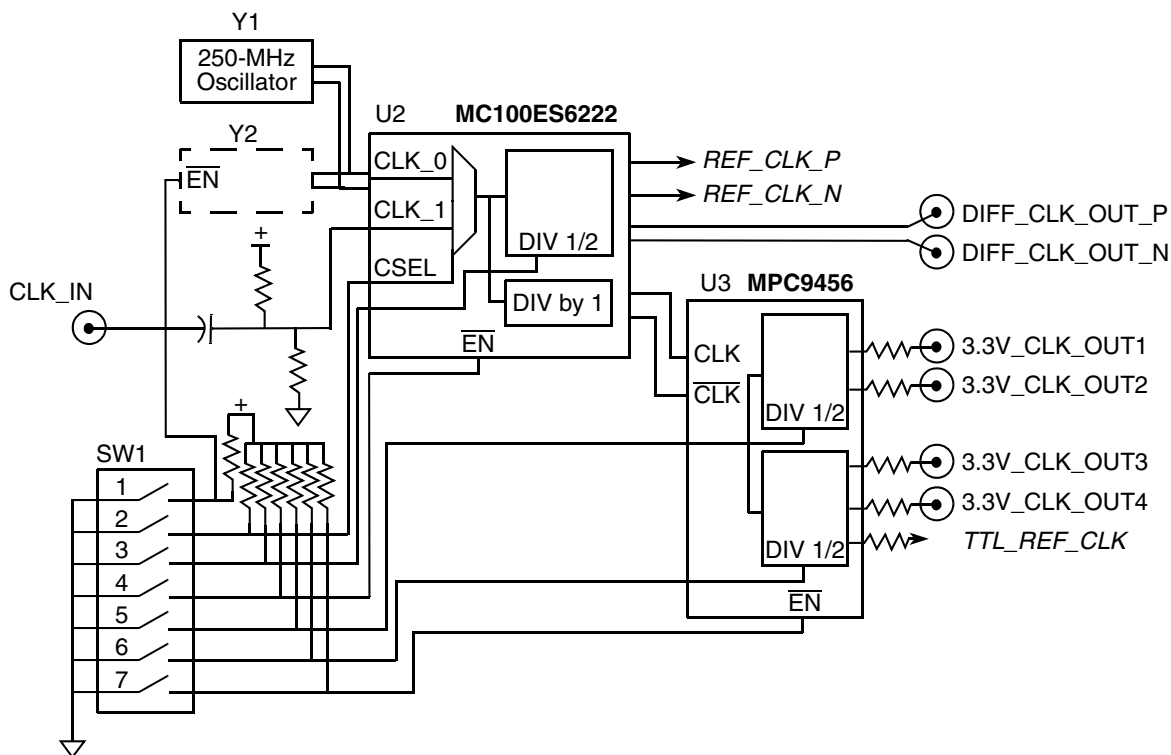 Y1
250-MHz
Oscillator
U2 MC100ES6222
Y2
EN
CLK_0
CLK_1
CSEL
DIV 1/2
DIV by 1
EN
REF_CLK_P
REF_CLK_N
DIFF_CLK_OUT_P
DIFF_CLK_OUT_N
+
CLK_IN
U3 MPC9456
CLK
CLK
DIV 1/2
DIV 1/2
EN
3.3V_CLK_OUT1
3.3V_CLK_OUT2
3.3V_CLK_OUT3
3.3V_CLK_OUT4
TTL_REF_CLK
+
SW1
1
2
3
4
5
6
7